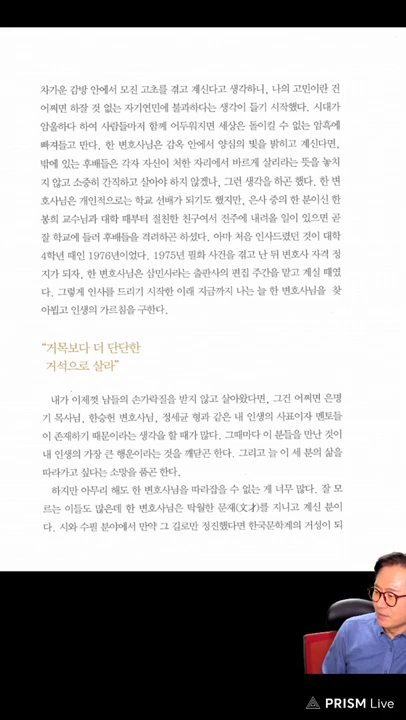 차가운 감방 안에서 모진 고초를 겪고 계신다고 생각하니, 나의 고민이란 건
어쩌면 하잘 것 없는 자기연민에 불과하다는 생각이 들기 시작했다. 시대가
암울하다 하여 사람들마저 함께 어두워지면 세상은 돌이킬 수 없는 암흑에
빠져들고 만다. 한 변호사님은 감옥 안에서 양심의 빛을 밝히고 계신다면,
밖에 있는 후배들은 각자 자신이 처한 자리에서 바르게 살리라는 뜻을 놓치
지 않고 소중히 간직하고 살아야 하지 않겠나, 그런 생각을 하곤 했다. 한 변
호사님은 개인적으로는 학교 선배가 되기도 했지만, 은사 중의 한 분이신 한
봉희 교수님과 대학 때부터 절친한 친구여서 전주에 내려올 일이 있으면 곧
잘 학교에 들러 후배들을 격려하곤 하셨다. 아마 처음 인사드렸던 것이 대학
4학년 때인 1976년이었다. 1975년 필화 사건을 겪고 난 뒤 변호사 자격 정
지가 되자, 한 변호사님은 삼민사라는 출판사의 편집 주간을 맡고 계실 때였
다. 그렇게 인사를 드리기 시작한 이래 지금까지 나는 늘 한 변호사님을 찾
아뵙고 인생의 가르침을 구한다.
“거목보다 더 단단한
거석으로 살라”
내가 이제껏 남들의 손가락질을 받지 않고 살아왔다면, 그건 어쩌면 은명
기 목사님, 한승헌 변호사님, 정세균 형과 같은 내 인생의 사표이자 멘토들
이 존재하기 때문이라는 생각을 할 때가 많다. 그때마다 이 분들을 만난 것이
내 인생의 가장 큰 행운이라는 것을 깨닫곤 한다. 그리고 늘 이 세 분의 삶을
따라가고 싶다는 소망을 품곤 한다.
하지만 아무리 해도 한 변호사님을 따라잡을 수 없는 게 너무 많다. 잘 모
르는 이들도 많은데 한 변호사님은 탁월한 문재(文才)를 지니고 계신 분이
다. 시와 수필 분야에서 만약 그 길로만 정진했다면 한국문학계의 거성이 되
PRISM Live